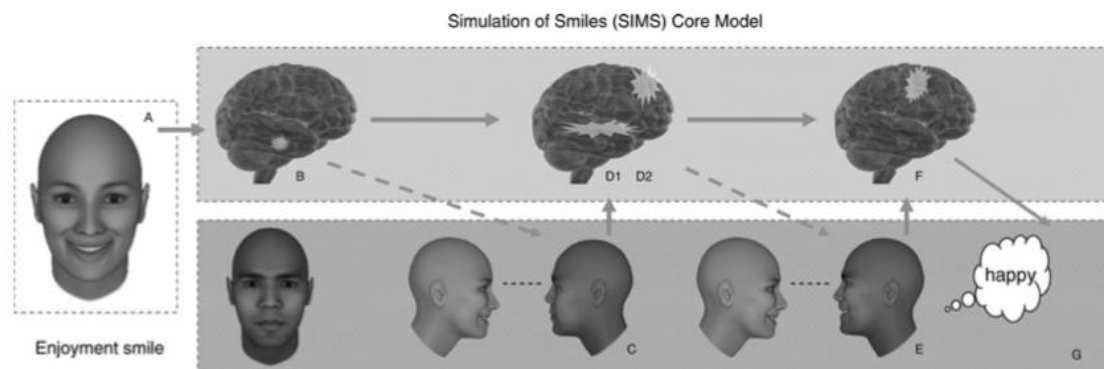 Simulation of Smiles (SIMS) Core Model
A
B
D1 D2
F
happy
C
E
G
Enjoyment smile